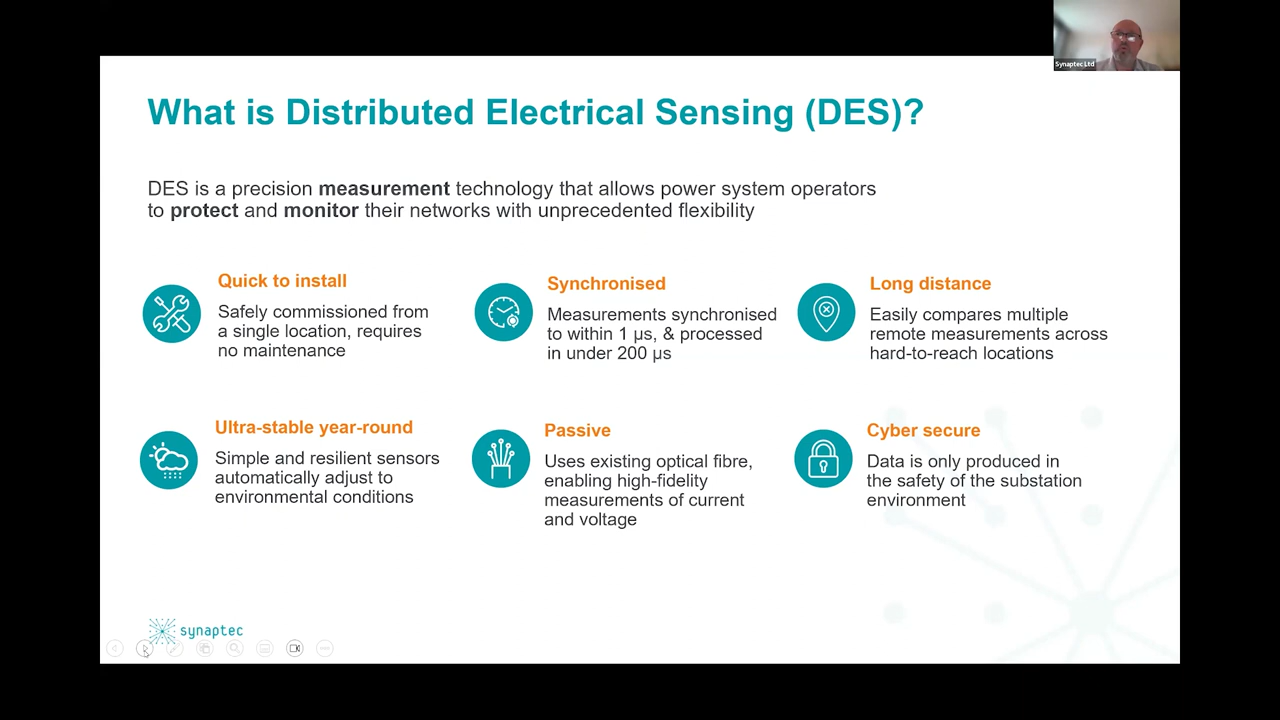 Synaptec Ltd
What is Distributed Electrical Sensing (DES)?
DES is a precision measurement technology that allows power system operators
to protect and monitor their networks with unprecedented flexibility
Quick to install
Safely commissioned from
a single location, requires
no maintenance
Synchronised
Measurements synchronised
to within 1 µs, & processed
in under 200 µs
Long distance
Easily compares multiple
remote measurements across
hard-to-reach locations
Ultra-stable year-round
Simple and resilient sensors
automatically adjust to
environmental conditions
Passive
Uses existing optical fibre,
enabling high-fidelity
measurements of current
and voltage
Cyber secure
Data is only produced in
the safety of the substation
environment
synaptec